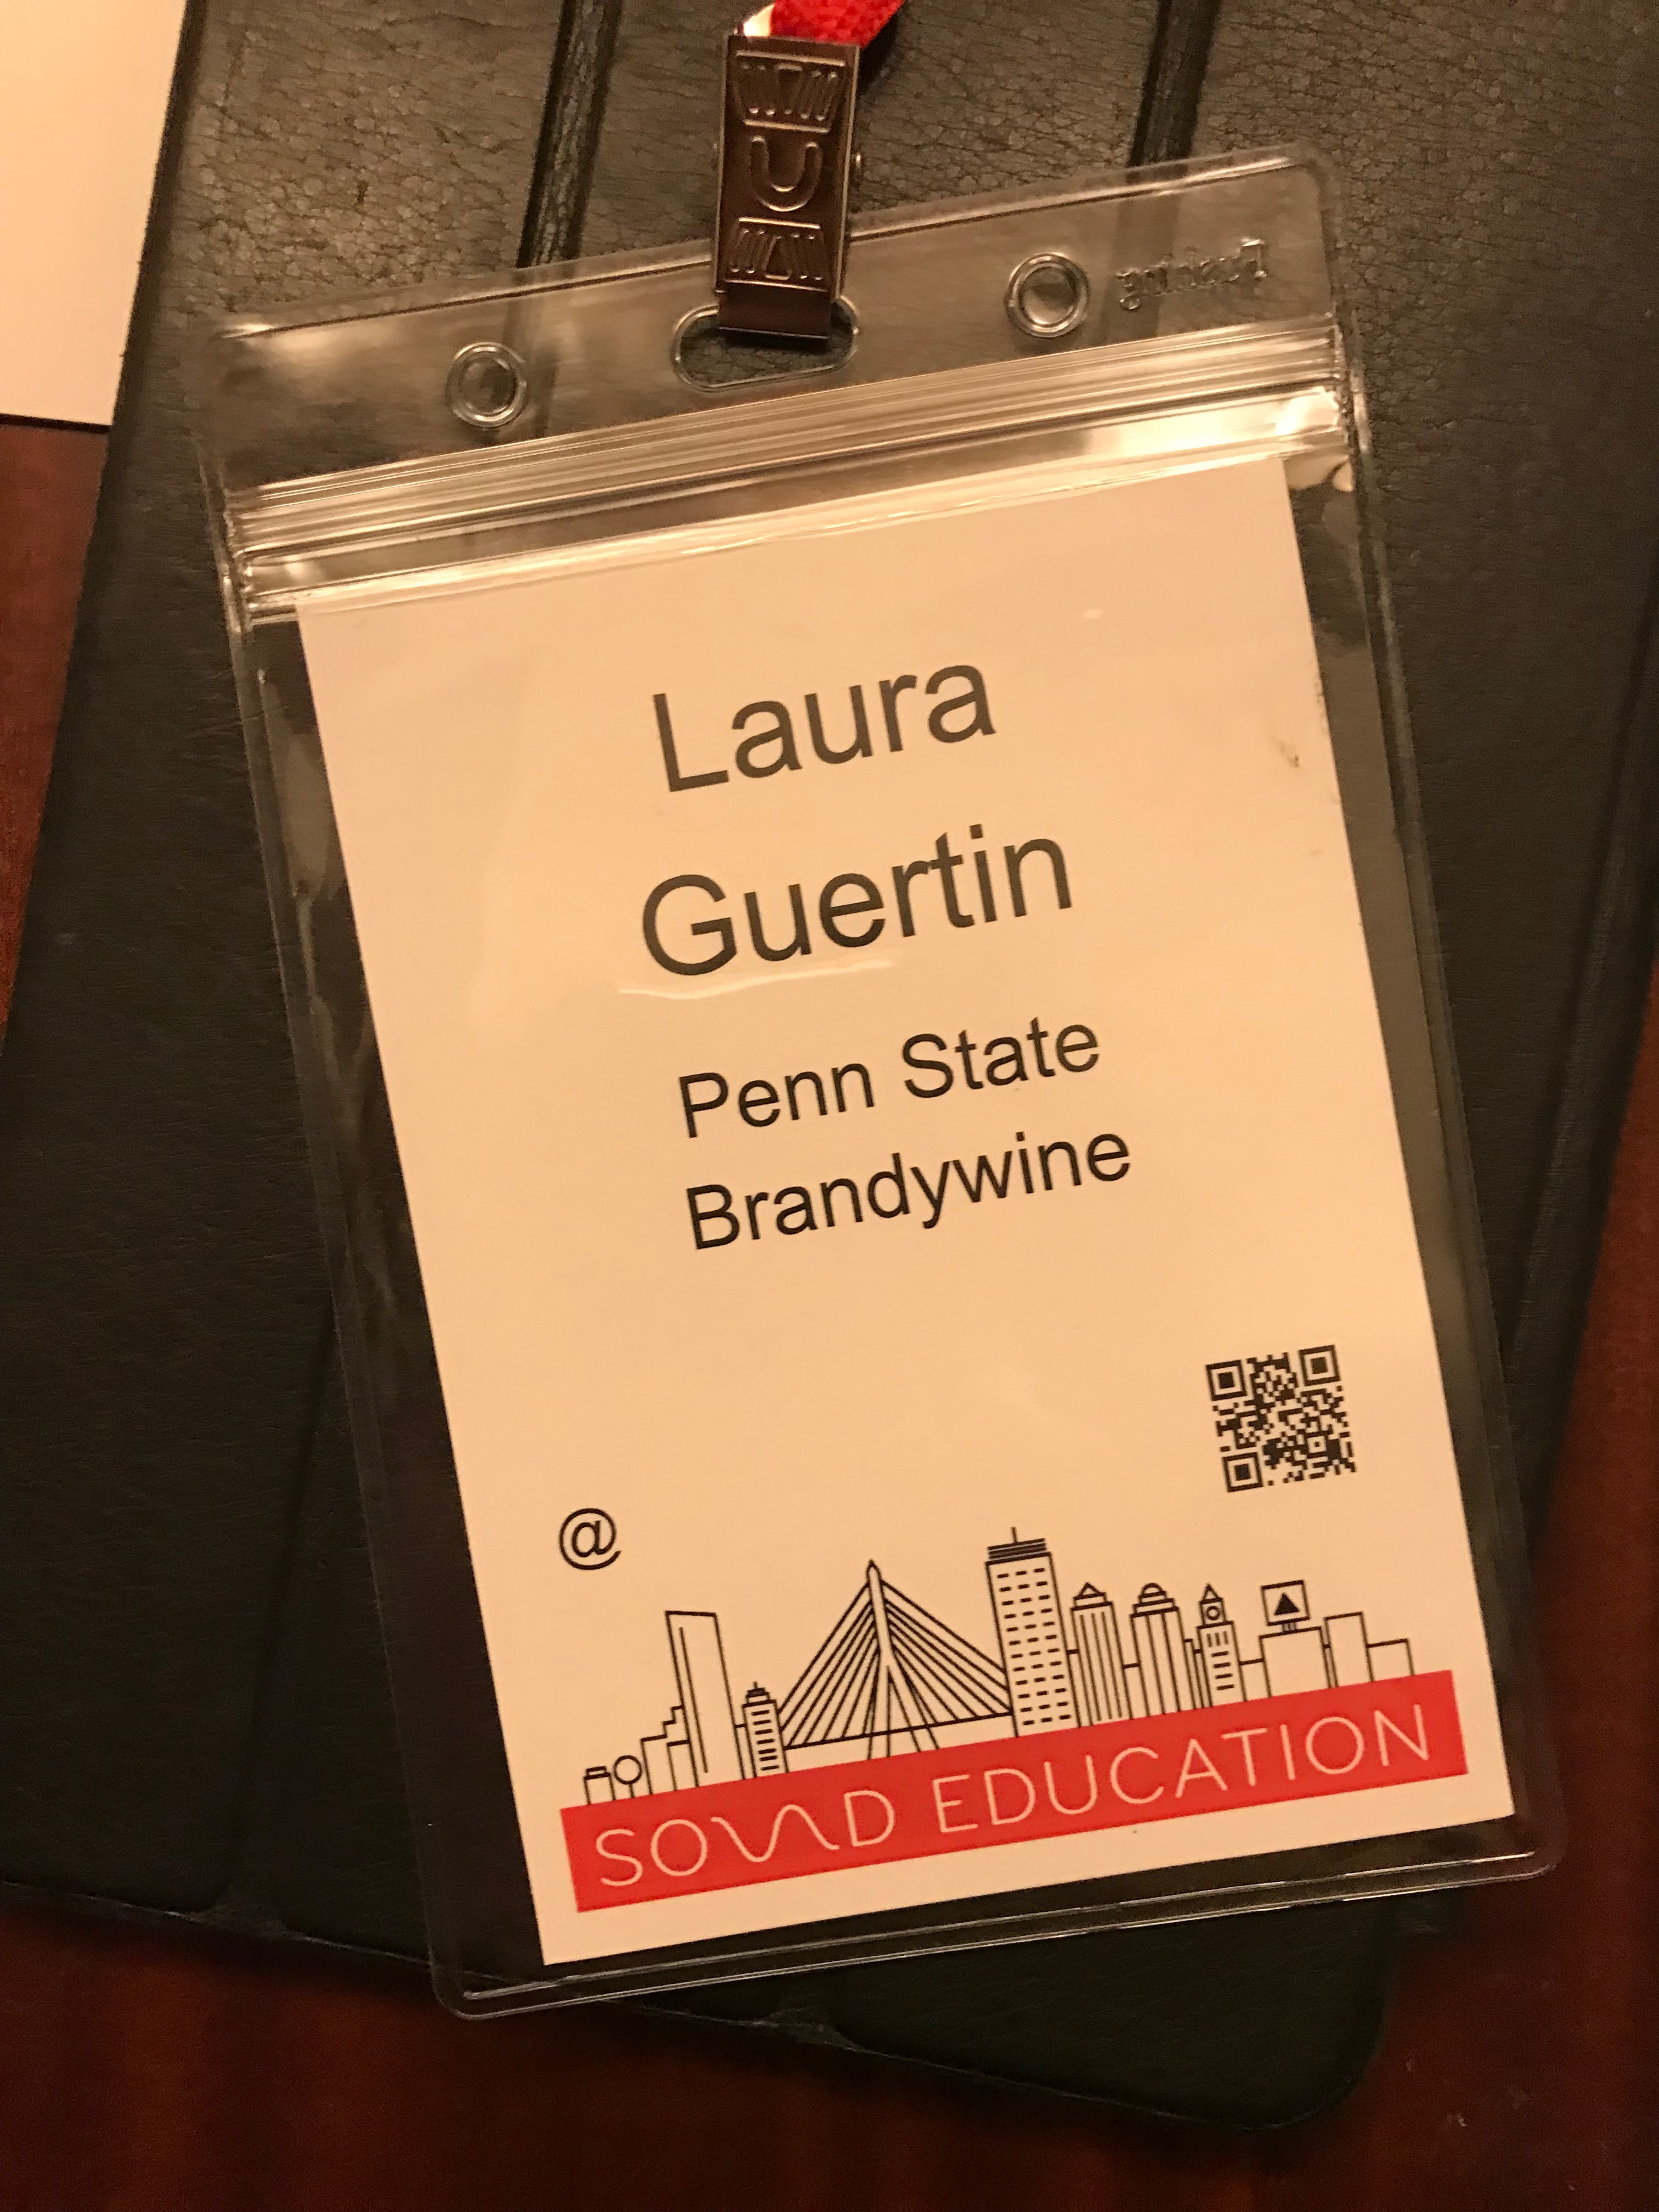 Laura
Guertin
Penn State
Brandywine
@
SOUND EDUCATION